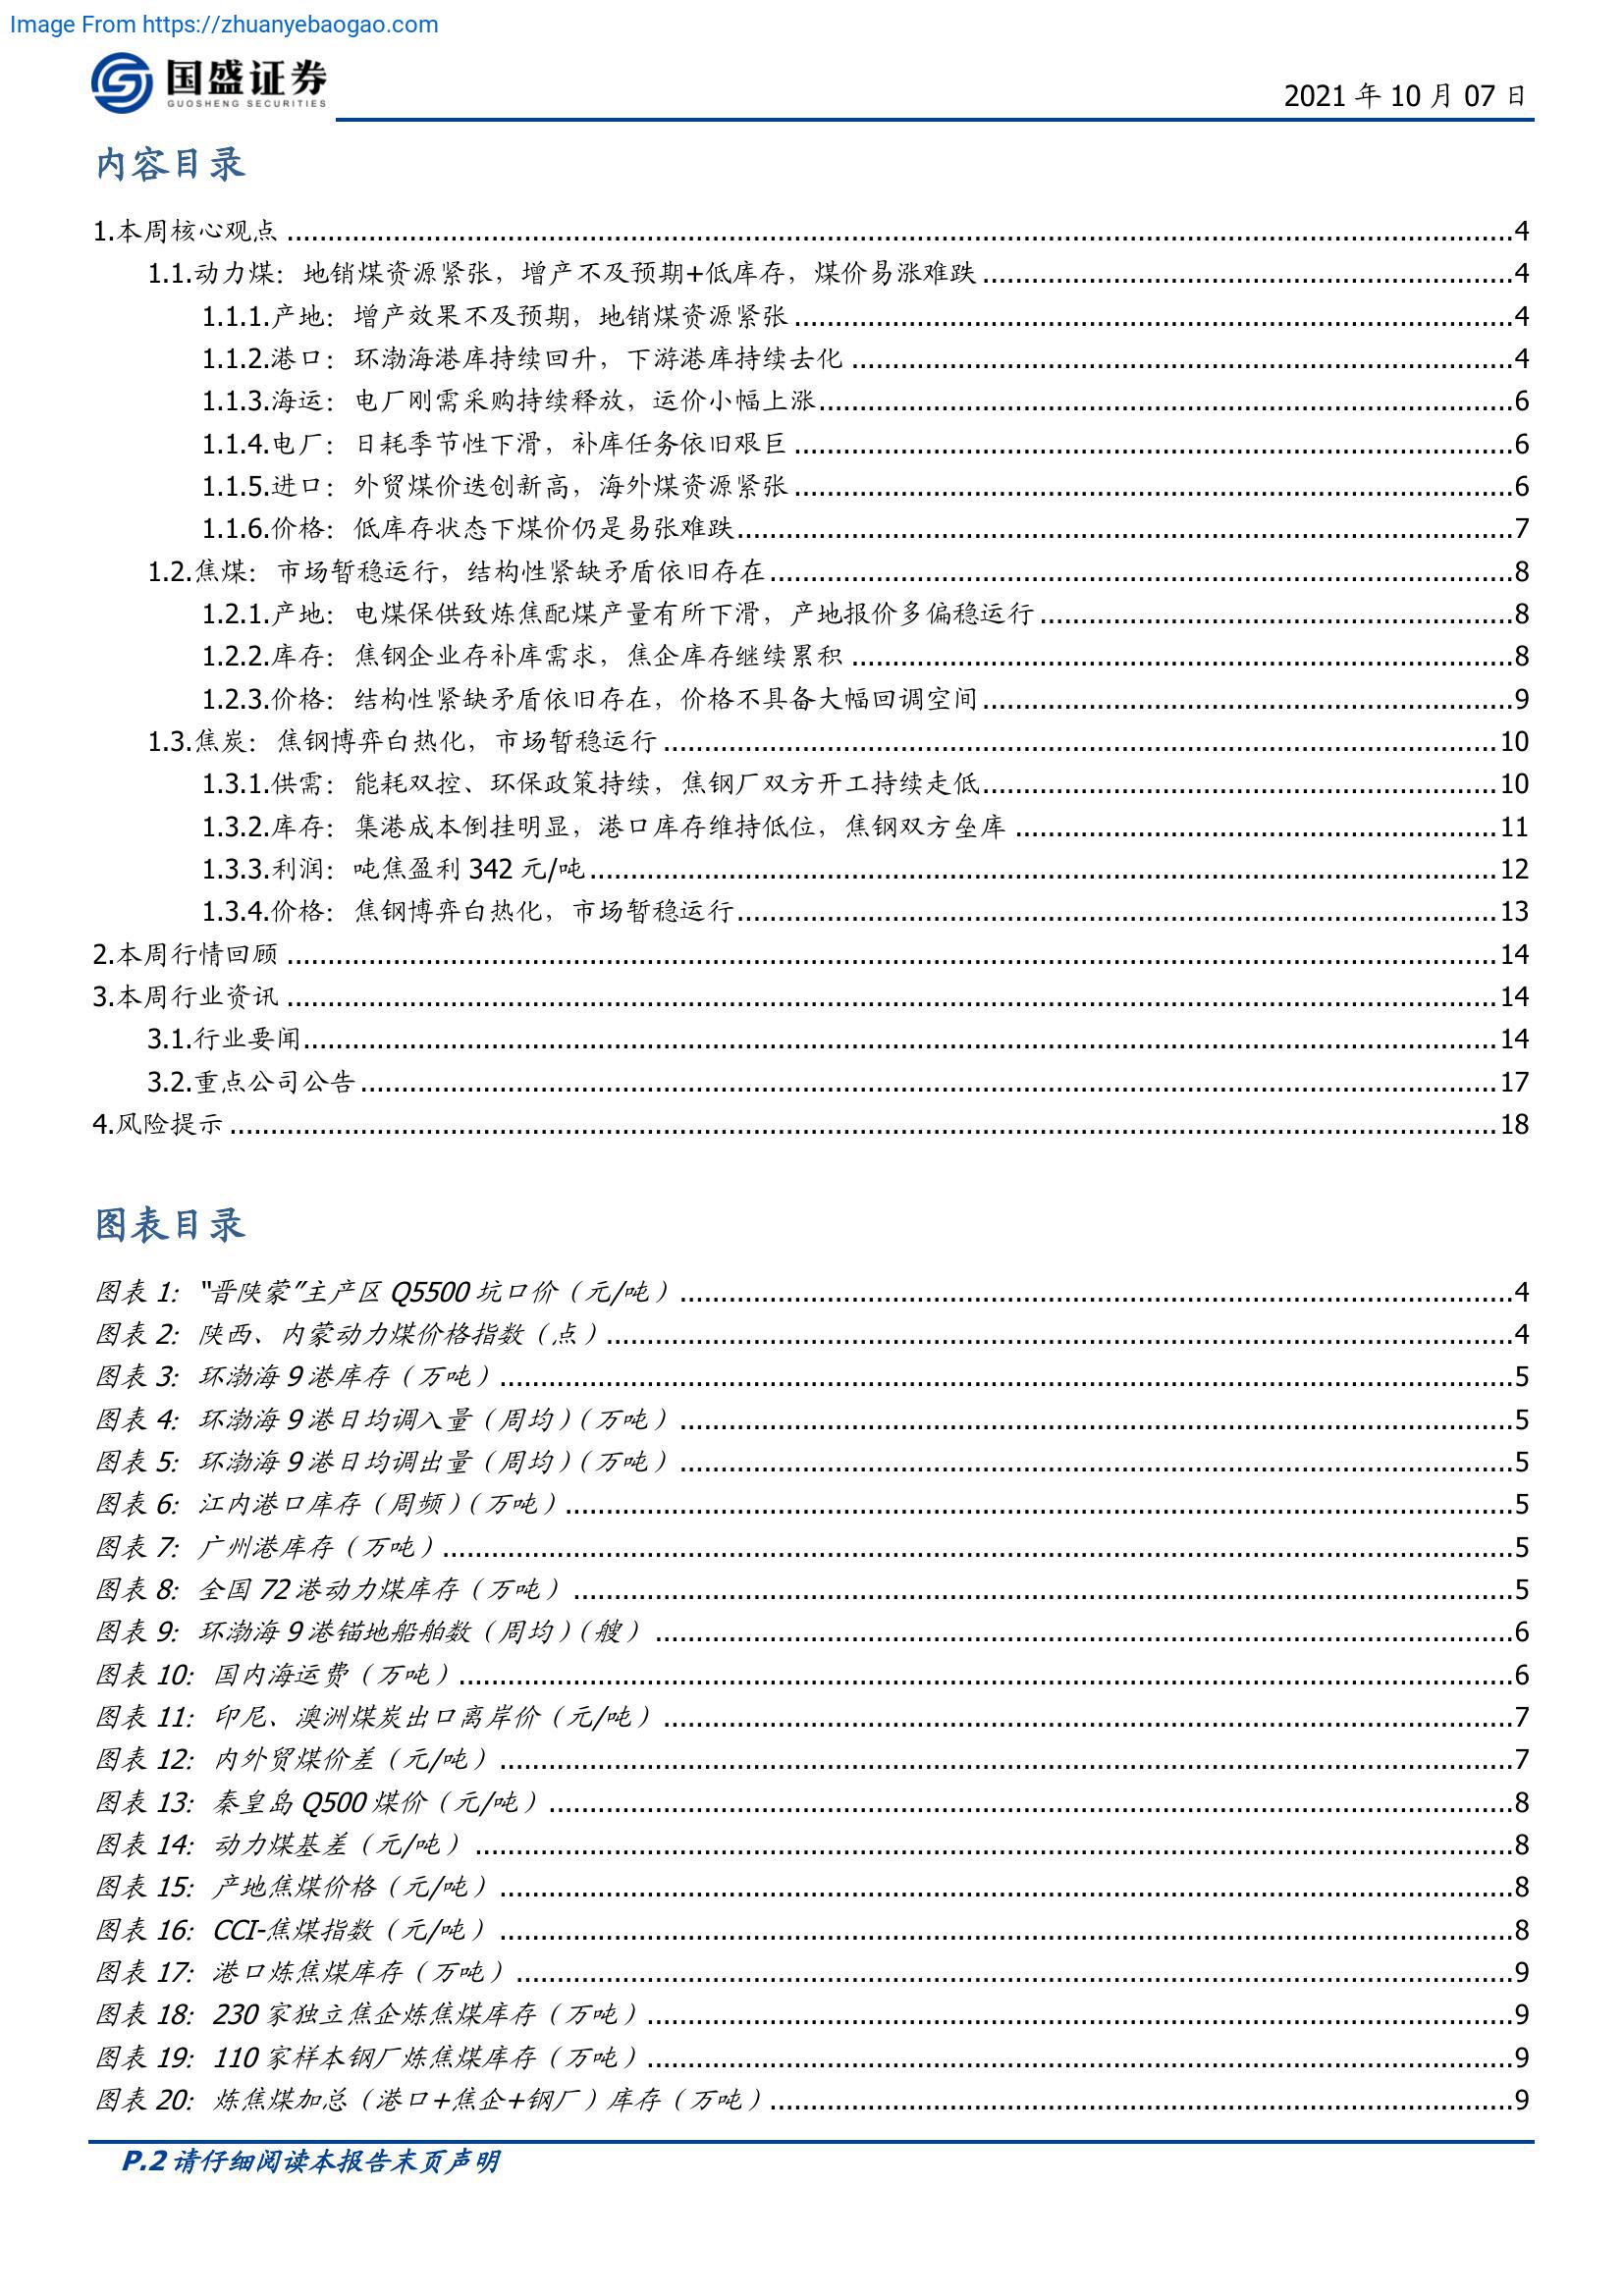 Image From https://zhuanyebaogao.com
国盛证券
GUOSHENG SECURITIES
2021 年 10 月 07 日
内容目录
1.本周核心观点 ........ 4
1.1.动力煤：地销煤资源紧张，增产不及预期+低库存，煤价易涨难跌 ........ 4
1.1.1.产地：增产效果不及预期，地销煤资源紧张 ........ 4
1.1.2.港口：环渤海港库持续回升，下游港库持续去化 ........ 4
1.1.3.海运：电厂刚需采购持续释放，运价小幅上涨 ........ 6
1.1.4.电厂：日耗季节性下滑，补库任务依旧艰巨 ........ 6
1.1.5.进口：外贸煤价迭创新高，海外煤资源紧张 ........ 6
1.1.6.价格：低库存状态下煤价仍是易张难跌 ........ 7
1.2.焦煤：市场暂稳运行，结构性紧缺矛盾依旧存在 ........ 8
1.2.1.产地：电煤保供致炼焦配煤产量有所下滑，产地报价多偏稳运行 ........ 8
1.2.2.库存：焦钢企业存补库需求，焦企库存继续累积 ........ 8
1.2.3.价格：结构性紧缺矛盾依旧存在，价格不具备大幅回调空间 ........ 9
1.3.焦炭：焦钢博弈白热化，市场暂稳运行 ........ 10
1.3.1.供需：能耗双控、环保政策持续，焦钢厂双方开工持续走低 ........ 10
1.3.2.库存：集港成本倒挂明显，港口库存维持低位，焦钢双方垒库 ........ 11
1.3.3.利润：吨焦盈利 342 元/吨 ........ 12
1.3.4.价格：焦钢博弈白热化，市场暂稳运行 ........ 13
2.本周行情回顾 ........ 14
3.本周行业资讯 ........ 14
3.1.行业要闻 ........ 14
3.2.重点公司公告 ........ 17
4.风险提示 ........ 18
图表目录
图表 1：“晋陕蒙”主产区 Q5500 坑口价（元/吨） ........ 4
图表 2：陕西、内蒙动力煤价格指数（点） ........ 4
图表 3：环渤海 9 港库存（万吨） ........ 5
图表 4：环渤海 9 港日均调入量（周均）（万吨） ........ 5
图表 5：环渤海 9 港日均调出量（周均）（万吨） ........ 5
图表 6：江内港口库存（周频）（万吨） ........ 5
图表 7：广州港库存（万吨） ........ 5
图表 8：全国 72 港动力煤库存（万吨） ........ 5
图表 9：环渤海 9 港锚地船舶数（周均）（艘） ........ 6
图表 10：国内海运费（万吨） ........ 6
图表 11：印尼、澳洲煤炭出口离岸价（元/吨） ........ 7
图表 12：内外贸煤价差（元/吨） ........ 7
图表 13：秦皇岛 Q500 煤价（元/吨） ........ 8
图表 14：动力煤基差（元/吨） ........ 8
图表 15：产地焦煤价格（元/吨） ........ 8
图表 16：CCI-焦煤指数（元/吨） ........ 8
图表 17：港口炼焦煤库存（万吨） ........ 9
图表 18：230 家独立焦企炼焦煤库存（万吨） ........ 9
图表 19：110 家样本钢厂炼焦煤库存（万吨） ........ 9
图表 20：炼焦煤加总（港口+焦企+钢厂）库存（万吨） ........ 9
P.2 请仔细阅读本报告末页声明